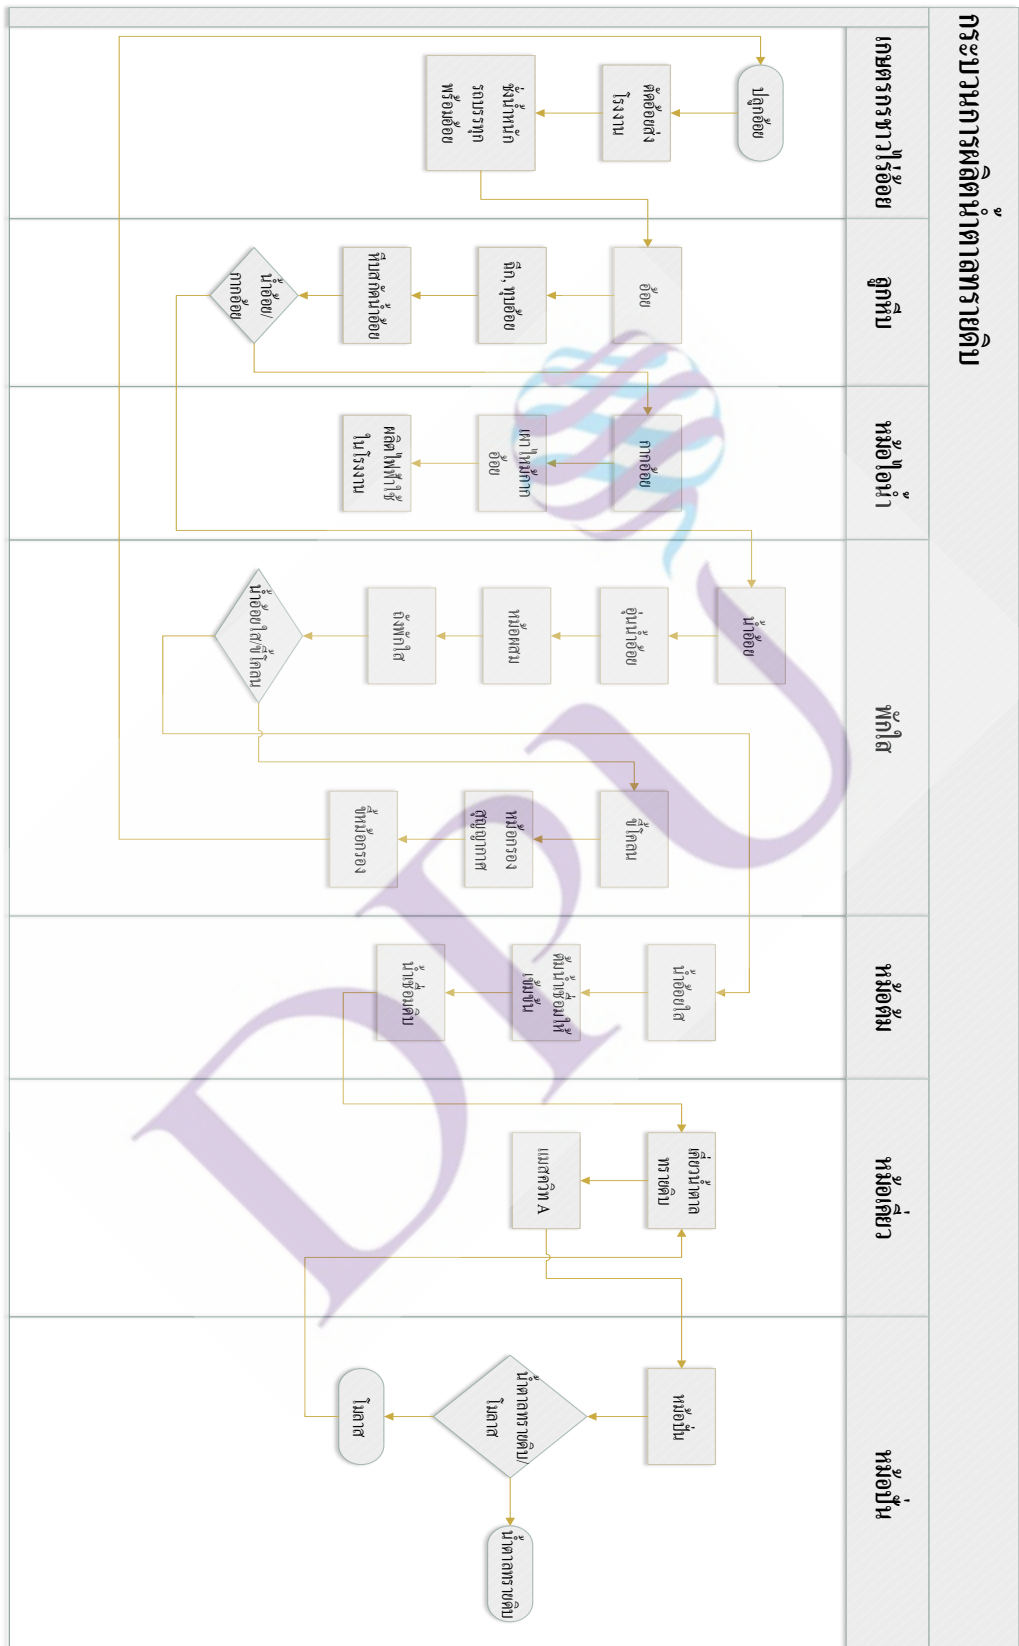 กระบวนการผลิตน้ำตาลทรายดิบ
เกษตรกรชาวไร่อ้อย
ลูกหีบ
หม้อไอน้ำ
พักใส
หม้อต้ม
หม้อเคี่ยว
หม้อปั่น
ปลูกอ้อย
ตัดอ้อยส่ง
โรงงาน
ชั่งน้ำหนัก
รถบรรทุก
พร้อมอ้อย
อ้อย
ฉีก, ทุบอ้อย
หีบสกัดน้ำอ้อย
น้ำอ้อย/
กากอ้อย
กากอ้อย
เผาไหม้กาก
อ้อย
ผลิตไฟฟ้าใช้
ในโรงงาน
น้ำอ้อย
อุ่นน้ำอ้อย
หม้อผสม
ถังพักใส
น้ำอ้อยใส/ขี้โคลน
ขี้โคลน
หม้อกรอง
สุญญากาศ
ขี้หม้อกรอง
น้ำอ้อยใส
ต้มน้ำเชื่อมให้
เข้มข้น
น้ำเชื่อมดิบ
เคี่ยวน้ำตาล
ทรายดิบ
แมสควิท A
หม้อปั่น
น้ำตาลทรายดิบ/
โมลาส
โมลาส
น้ำตาลทรายดิบ
DPU